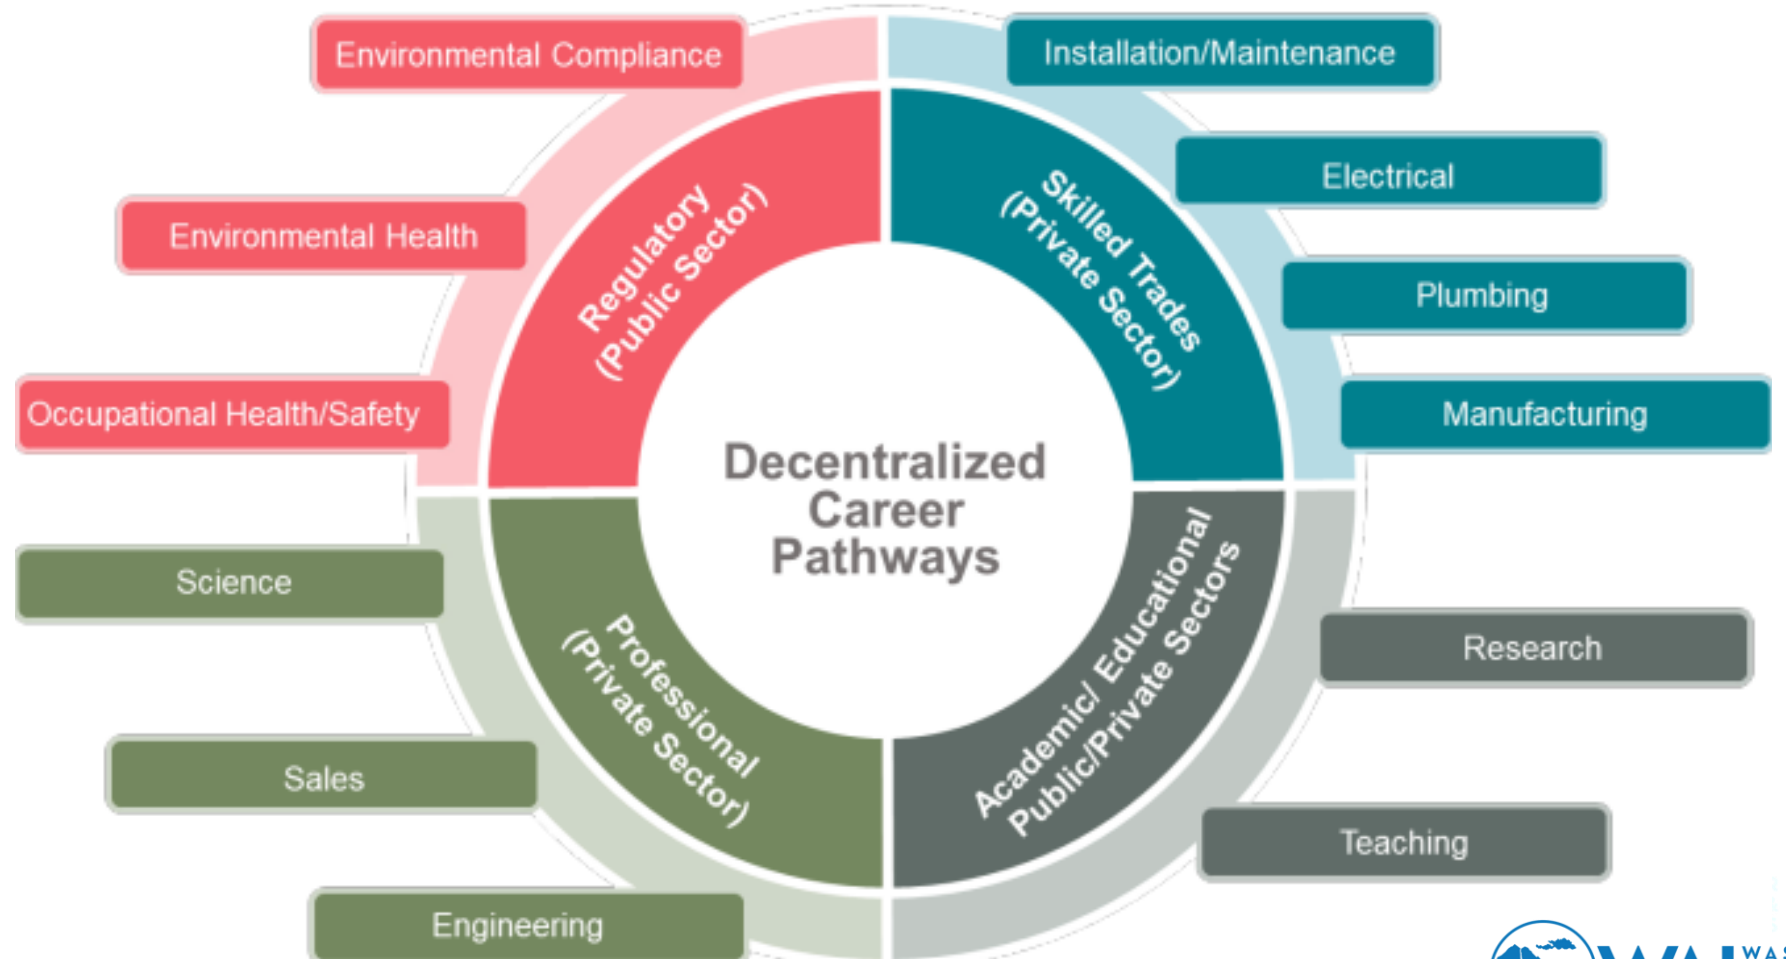 Environmental Compliance
Installation/Maintenance
Electrical
Environmental Health
Plumbing
Occupational Health/Safety
Manufacturing
Regulatory
(Public Sector)
Skilled Trades
(Private Sector)
Decentralized
Career
Pathways
Science
Research
Professional
(Private Sector)
Academic/ Educational
Public/Private Sectors
Sales
Teaching
Engineering